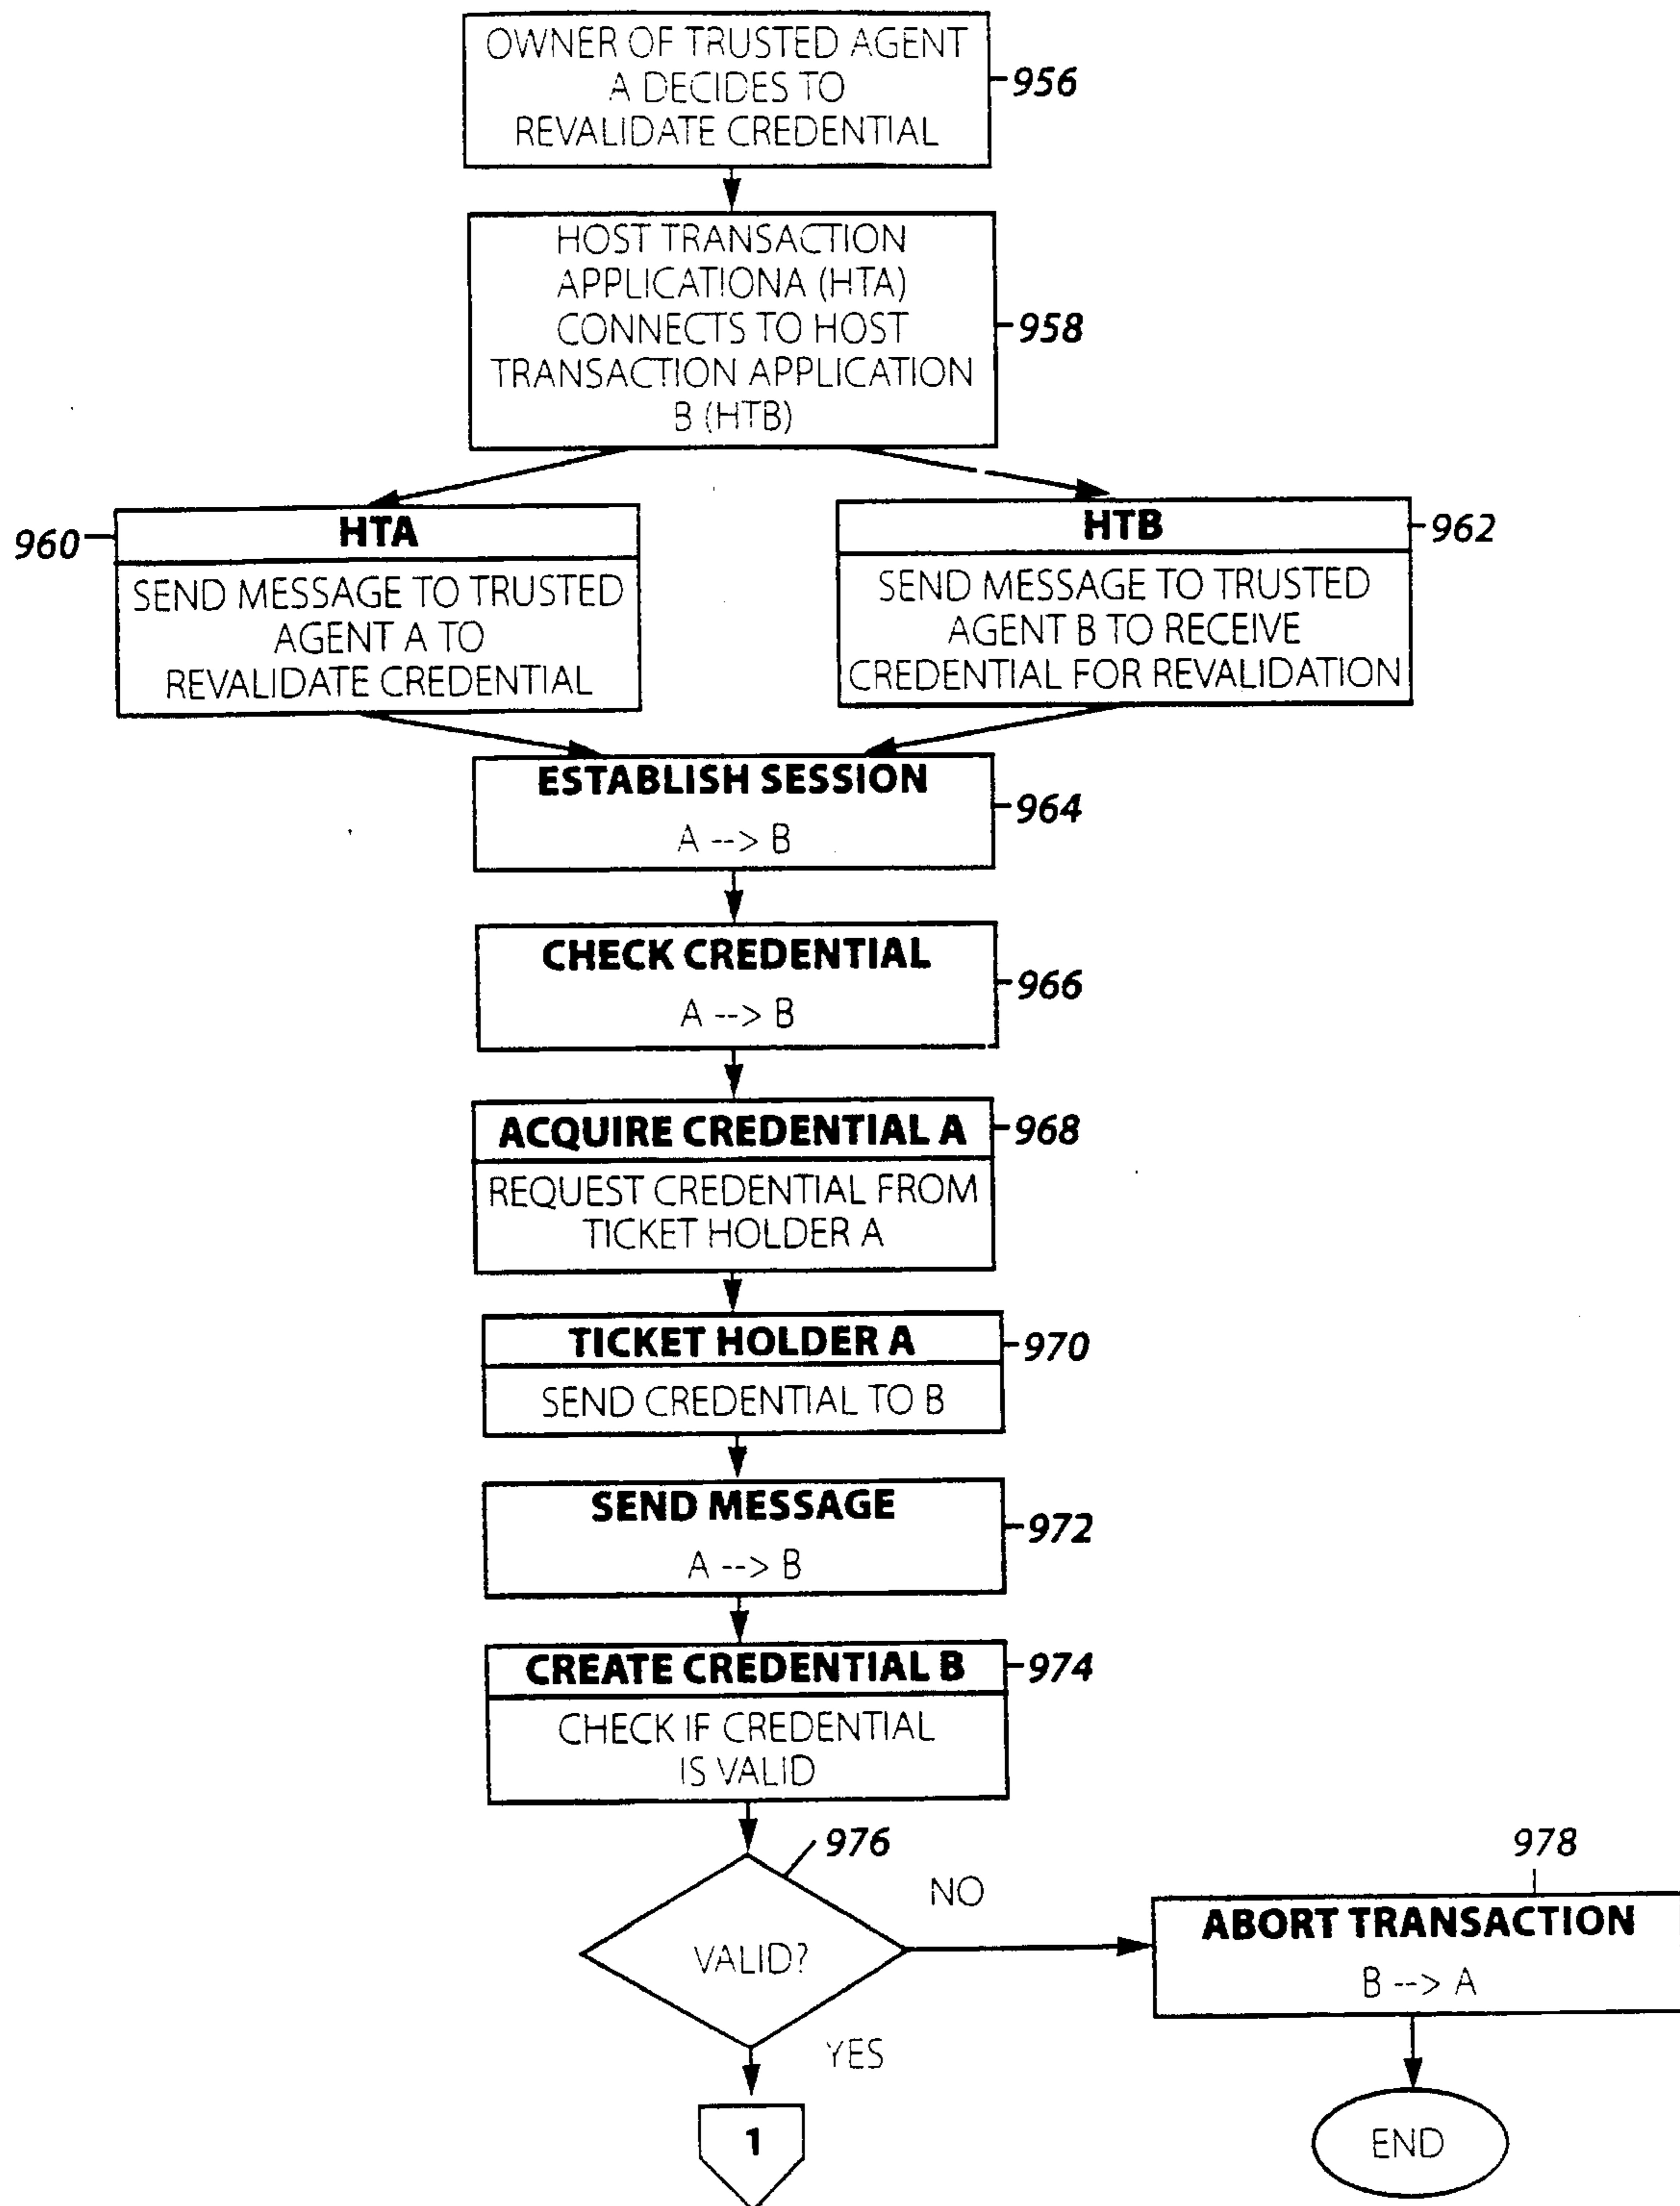 OWNER OF TRUSTED AGENT
A DECIDES TO
REVALIDATE CREDENTIAL
956
HOST TRANSACTION
APPLICATIONA (HTA)
CONNECTS TO HOST
TRANSACTION APPLICATION
B (HTB)
958
960
HTA
SEND MESSAGE TO TRUSTED
AGENT A TO
REVALIDATE CREDENTIAL
HTB
962
SEND MESSAGE TO TRUSTED
AGENT B TO RECEIVE
CREDENTIAL FOR REVALIDATION
ESTABLISH SESSION
A --> B
964
CHECK CREDENTIAL
A --> B
966
ACQUIRE CREDENTIAL A
968
REQUEST CREDENTIAL FROM
TICKET HOLDER A
TICKET HOLDER A
970
SEND CREDENTIAL TO B
SEND MESSAGE
972
A --> B
CREATE CREDENTIAL B
974
CHECK IF CREDENTIAL
IS VALID
976
VALID?
NO
978
ABORT TRANSACTION
B --> A
YES
1
END